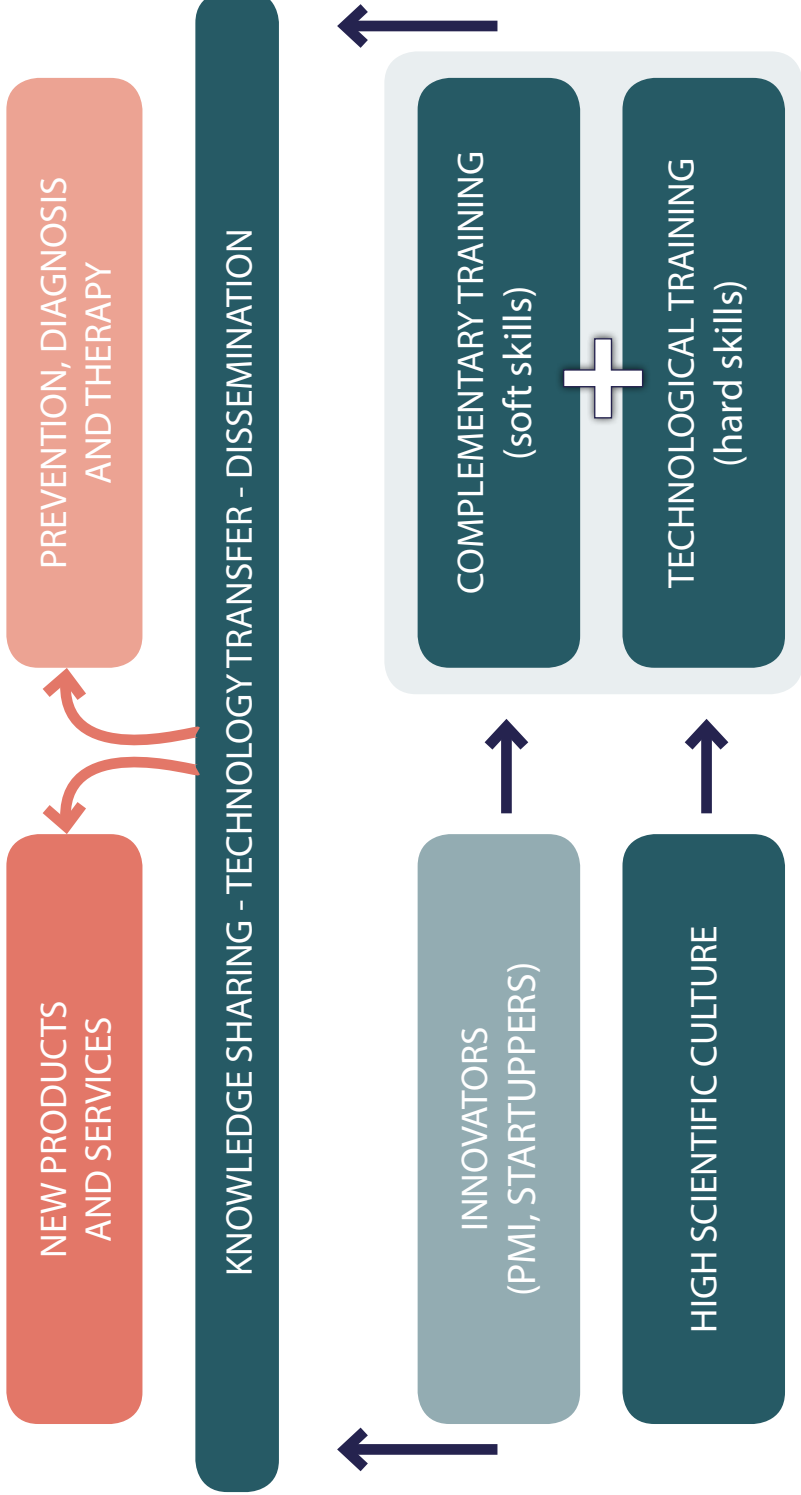 NEW PRODUCTS
AND SERVICES
PREVENTION, DIAGNOSIS
AND THERAPY
KNOWLEDGE SHARING - TECHNOLOGY TRANSFER - DISSEMINATION
INNOVATORS
(PMI, STARTUPPERS)
COMPLEMENTARY TRAINING
(soft skills)
HIGH SCIENTIFIC CULTURE
TECHNOLOGICAL TRAINING
(hard skills)